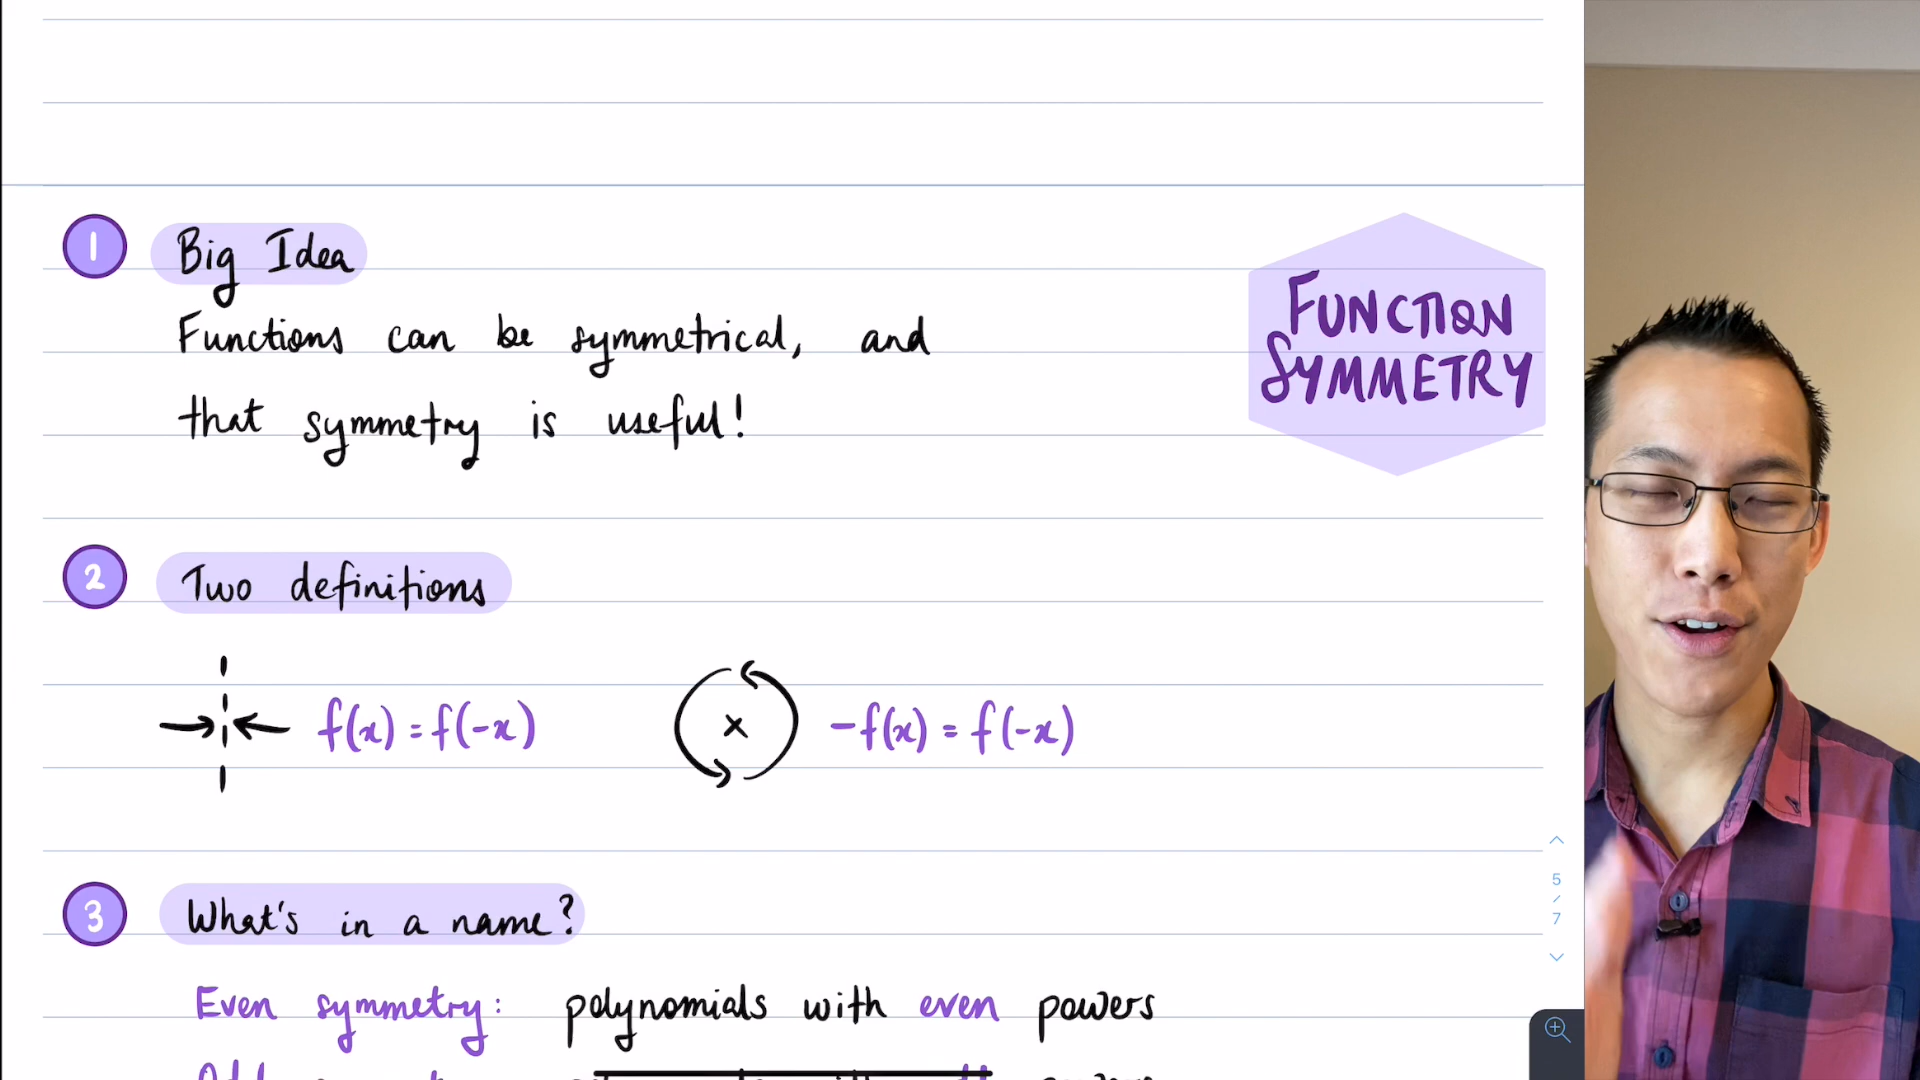 1 Big Idea
Functions can be symmetrical, and
that symmetry is useful!
FUNCTION
SYMMETRY
2 Two definitions
f(x) = f(-x)
-f(x) = f(-x)
3 What's in a name?
Even symmetry: polynomials with even powers
5
/
7